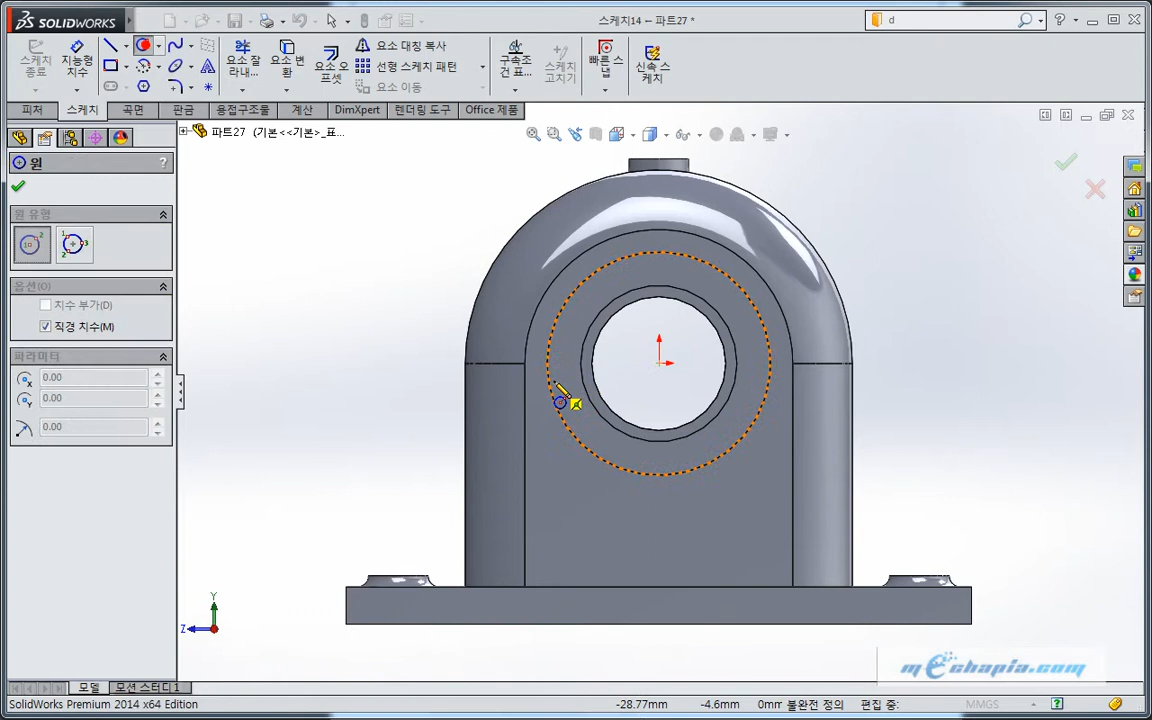 SOLIDWORKS
스케치14 - 파트27 *
d
스케치 종료
지능형 치수
요소 잘라내...
요소 변환
요소 오프셋
요소 대칭 복사
선형 스케치 패턴
요소 이동
구속조건 표...
스케치 고치기
빠른 스냅
신속 스케치
피처
스케치
곡면
판금
용접구조물
계산
DimXpert
렌더링 도구
Office 제품
파트27 (기본<<기본>_표...
원
?
원 유형
옵션(O)
치수 부가(D)
직경 치수(M)
파라미터
0.00
0.00
0.00
Y
Z
mechapia.com
모델
모션 스터디1
SolidWorks Premium 2014 x64 Edition
-28.77mm
-4.6mm
0mm
불완전 정의
편집 중:
MMGS